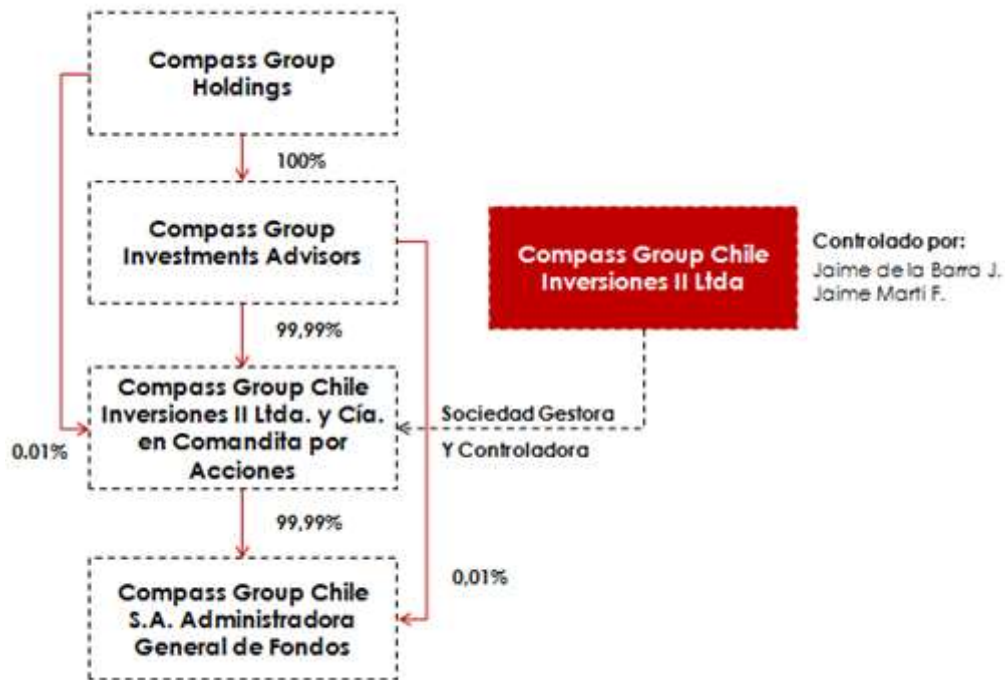 Compass Group
Holdings
100%
Compass Group
Investments Advisors
Compass Group Chile
Inversiones II Ltda
Controlado por:
Jaime de la Barra J.
Jaime Martí F.
99,99%
Compass Group Chile
Inversiones II Ltda. y Cía.
en Comandita por
Acciones
Sociedad Gestora
Y Controladora
0.01%
99,99%
0,01%
Compass Group Chile
S.A. Administradora
General de Fondos